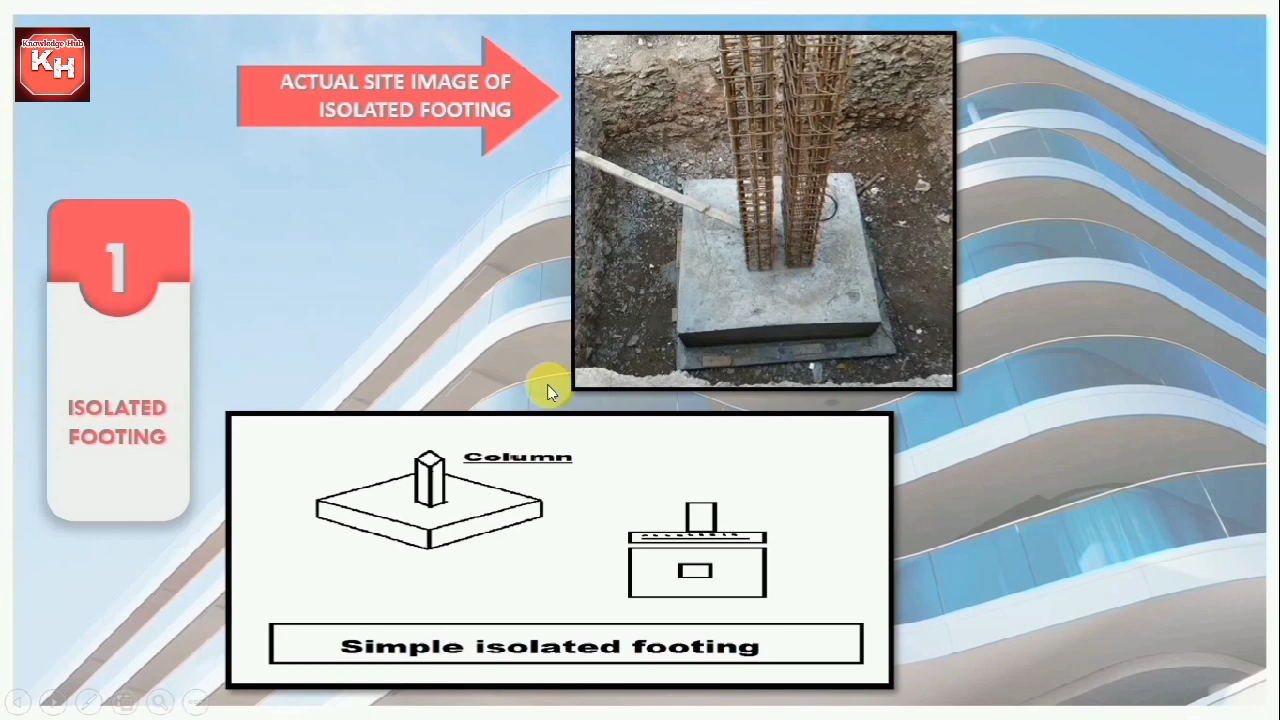 Knowledge Hub
KH
ACTUAL SITE IMAGE OF
ISOLATED FOOTING
1
ISOLATED
FOOTING
Column
Simple isolated footing